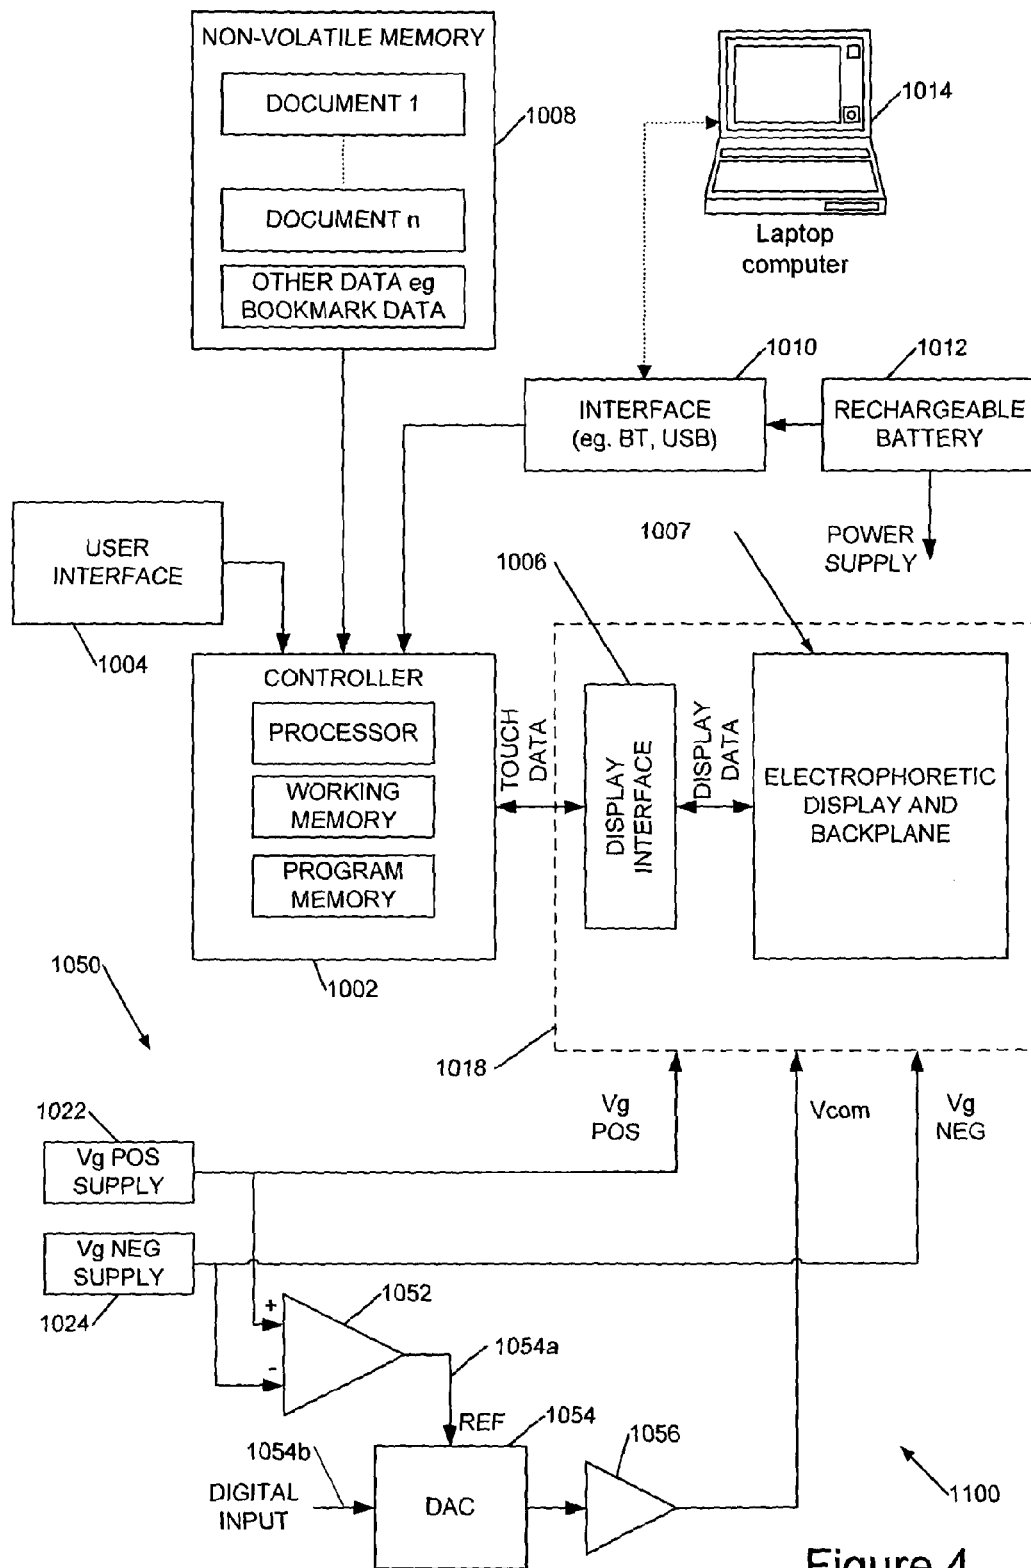 NON-VOLATILE MEMORY
DOCUMENT 1
DOCUMENT n
OTHER DATA eg
BOOKMARK DATA
1008
1014
Laptop
computer
1010
1012
INTERFACE
(eg. BT, USB)
RECHARGEABLE
BATTERY
POWER
SUPPLY
USER
INTERFACE
1004
1006
1007
CONTROLLER
PROCESSOR
WORKING
MEMORY
PROGRAM
MEMORY
1002
TOUCH
DATA
DISPLAY
INTERFACE
DISPLAY
DATA
ELECTROPHORETIC
DISPLAY AND
BACKPLANE
1050
1018
Vg
POS
Vcom
Vg
NEG
1022
Vg POS
SUPPLY
Vg NEG
SUPPLY
1024
+
-
1052
1054a
REF
1054
1056
1054b
DIGITAL
INPUT
DAC
1100
Figure 4